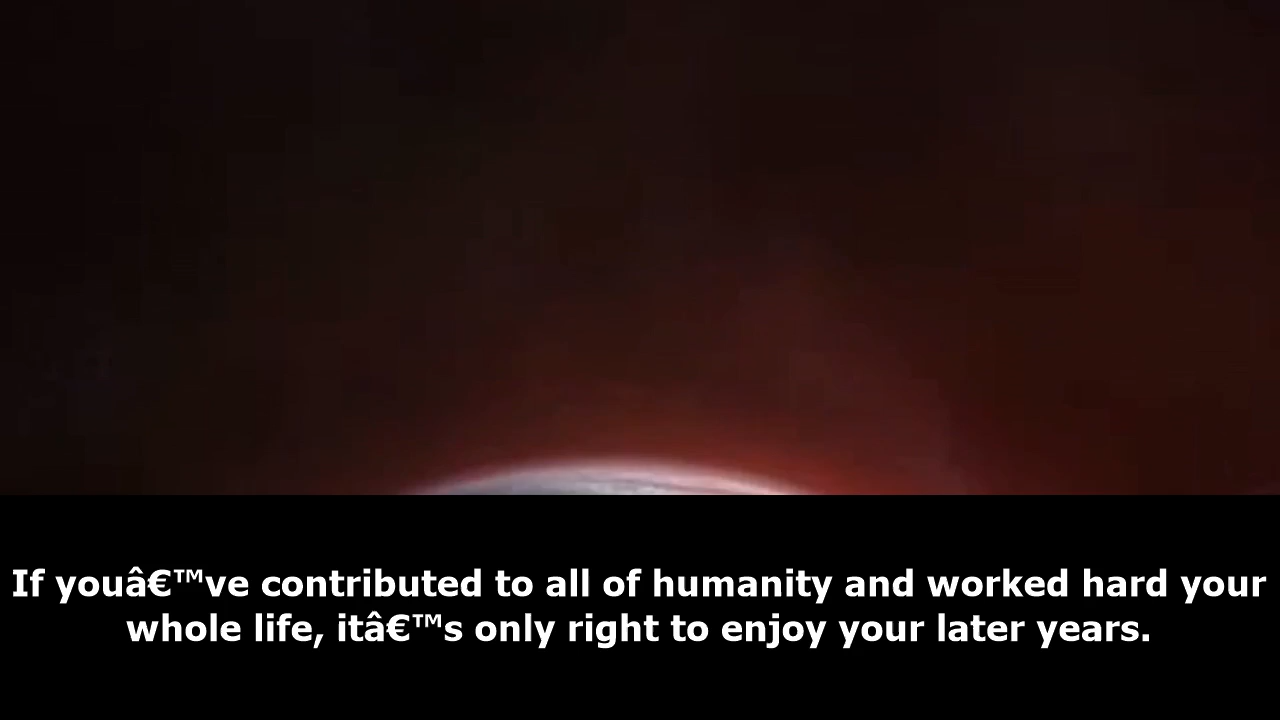 If youâ€™ve contributed to all of humanity and worked hard your
whole life, itâ€™s only right to enjoy your later years.